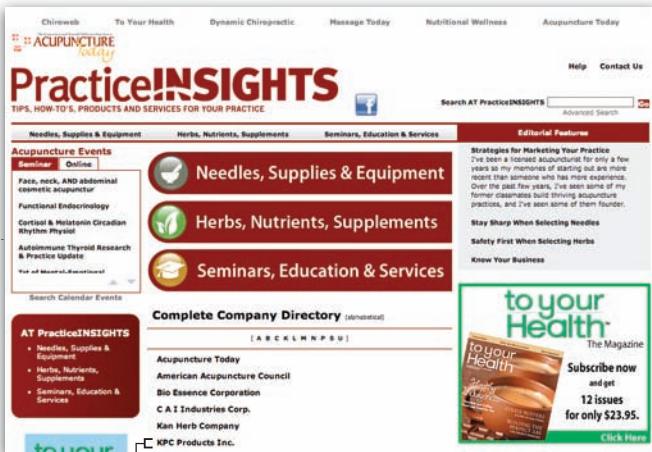 Chiroweb To Your Health Dynamic Chiropractic Massage Today Nutritional Wellness Acupuncture Today
ACUPUNCTURE
Today
PracticeINSIGHTS
TIPS, HOW-TO'S, PRODUCTS AND SERVICES FOR YOUR PRACTICE
Help Contact Us
Search AT PracticeINSIGHTS Go
Advanced Search
Needles, Supplies & Equipment Herbs, Nutrients, Supplements Seminars, Education & Services
Acupuncture Events
Seminar Online
Face, neck, AND abdominal
cosmetic acupunctur
Functional Endocrinology
Cortisol & Melatonin Circadian
Rhythm Physiol
Autoimmune Thyroid Research
& Practice Update
Tst of Mental-Emotional
Search Calendar Events
AT PracticeINSIGHTS
• Needles, Supplies &
Equipment
• Herbs, Nutrients,
Supplements
• Seminars, Education &
Services
to your
Needles, Supplies & Equipment
Herbs, Nutrients, Supplements
Seminars, Education & Services
Complete Company Directory (alphabetical)
[ A B C K L M N P S U ]
Acupuncture Today
American Acupuncture Council
Bio Essence Corporation
C A I Industries Corp.
Kan Herb Company
KPC Products Inc.
Editorial Features
Strategies for Marketing Your Practice
I've been a licensed acupuncturist for only a few
years so my memories of starting out are more
recent than someone who has more experience.
Over the past few years, I've seen some of my
former classmates build thriving acupuncture
practices, and I've seen some of them founder.
Stay Sharp When Selecting Needles
Safety First When Selecting Herbs
Know Your Business
to your
Health™
The Magazine
to your
Health
Subscribe now
and get
12 issues
for only $23.95.
Click Here